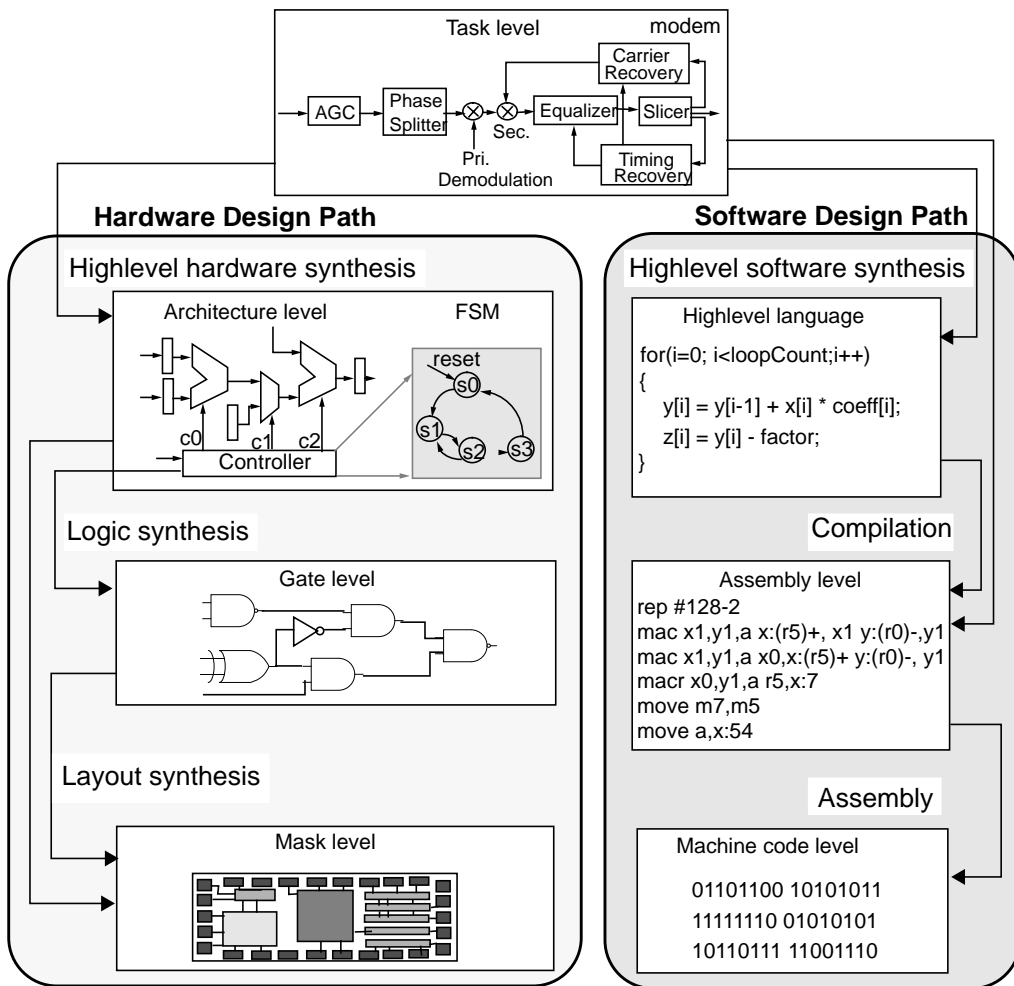 Task level
modem
Carrier
Recovery
AGC
Phase
Splitter
Equalizer
Slicer
Sec.
Pri.
Demodulation
Timing
Recovery
Hardware Design Path
Highlevel hardware synthesis
Architecture level
FSM
reset
s0
s1
s2
s3
c0
c1
c2
Controller
Logic synthesis
Gate level
Layout synthesis
Mask level
Software Design Path
Highlevel software synthesis
Highlevel language
for(i=0; i<loopCount;i++)
{
y[i] = y[i-1] + x[i] * coeff[i];
z[i] = y[i] - factor;
}
Compilation
Assembly level
rep #128-2
mac x1,y1,a x:(r5)+, x1 y:(r0)-,y1
mac x1,y1,a x0,x:(r5)+ y:(r0)-, y1
macr x0,y1,a r5,x:7
move m7,m5
move a,x:54
Assembly
Machine code level
01101100 10101011
11111110 01010101
10110111 11001110